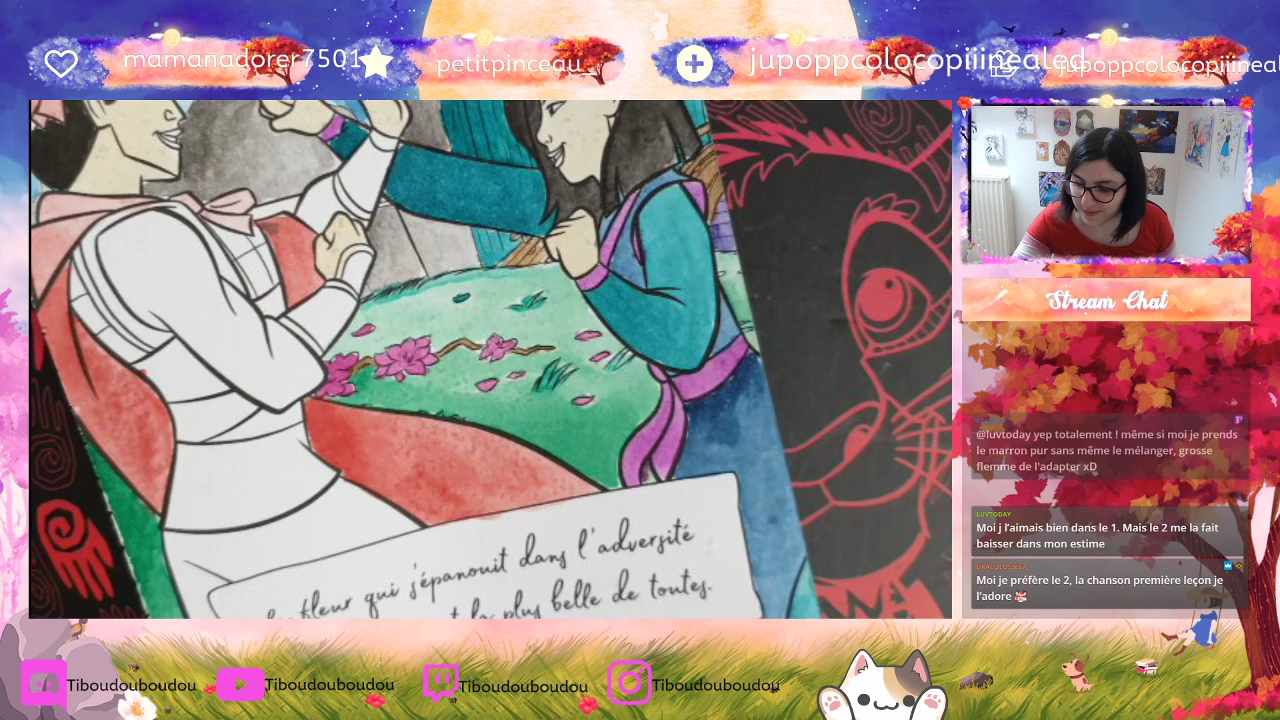 mamanadorer7501
petitpinceau_
jupoppcolocopiiinealed
jupoppcolocopiiineal
Stream Chat
@luvtoday yep totalement ! même si moi je prends
le marron pur sans même le mélanger, grosse
flemme de l'adapter xD
LUVTODAY
Moi j l'aimais bien dans le 1. Mais le 2 me la fait
baisser dans mon estime
Moi je préfère le 2, la chanson première leçon je
l'adore
fleur qui s'épanouit dans l'adversité
la plus belle de toutes.
Tiboudouboudou
Tiboudouboudou
Tiboudouboudou
Tiboudouboudou